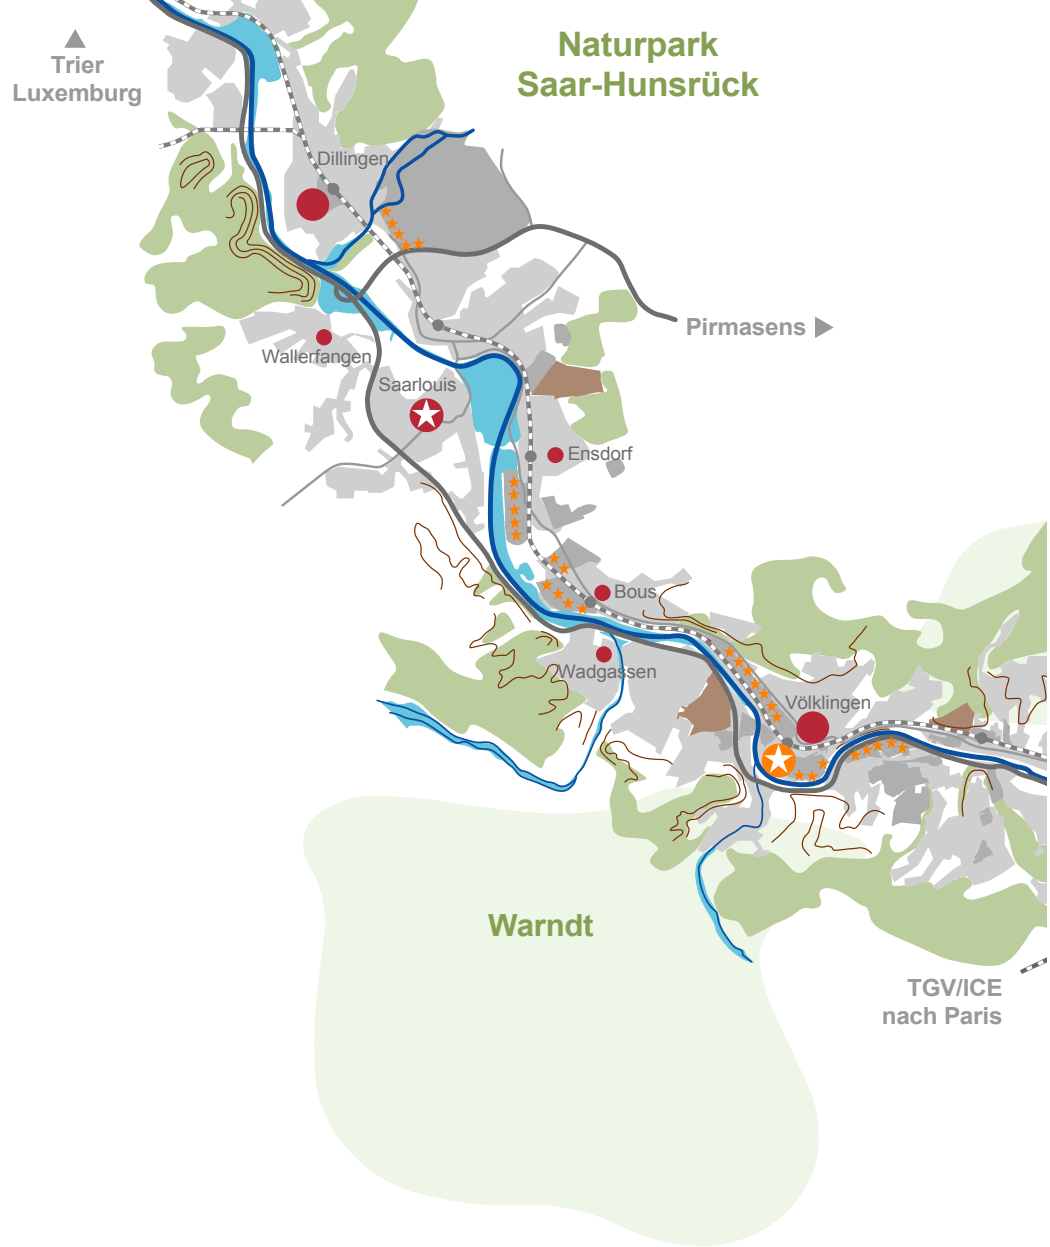 Naturpark
Saar-Hunsrück
Trier
Luxemburg
Dillingen
Pirmasens
Wallerfangen
Saarlouis
Ensdorf
Bous
Wadgassen
Völklingen
Warndt
TGV/ICE
nach Paris